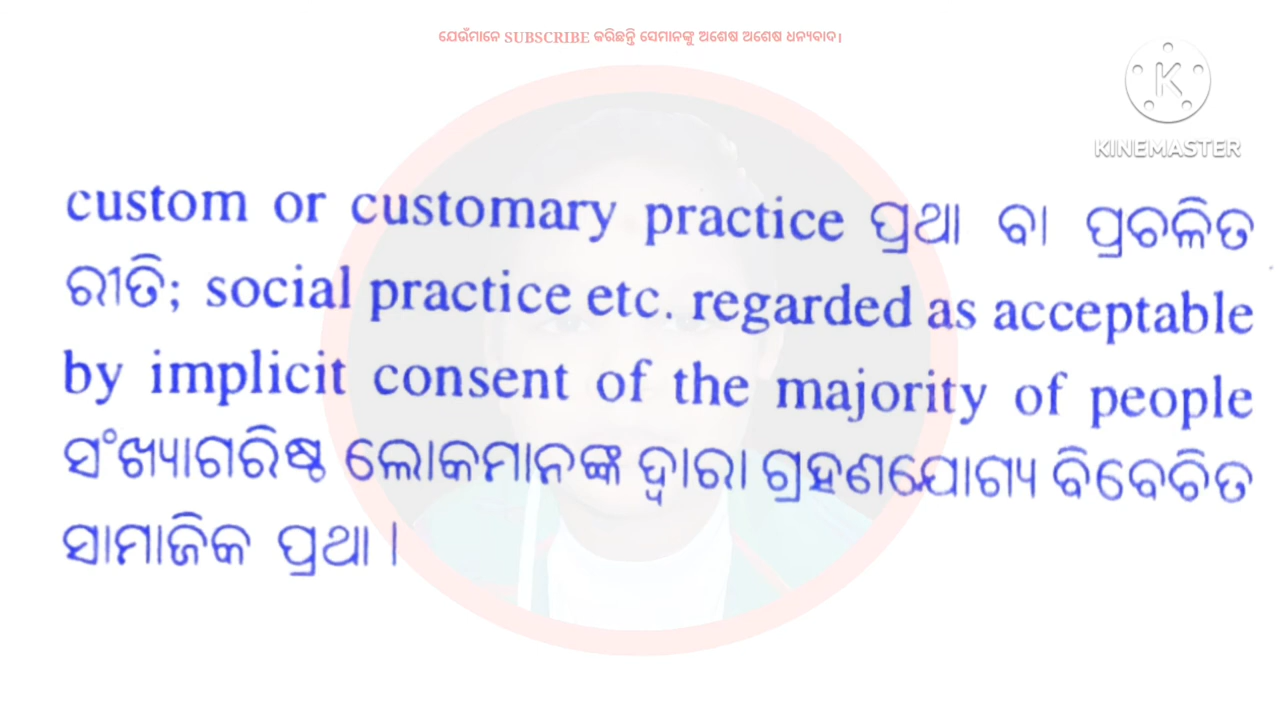 ଯେଉଁମାନେ SUBSCRIBE କରିଛନ୍ତି ସେମାନଙ୍କୁ ଅଶେଷ ଅଶେଷ ଧନ୍ୟବାଦ।
KINEMASTER
custom or customary practice ପ୍ରଥା ବା ପ୍ରଚଳିତ
ରୀତି; social practice etc. regarded as acceptable
by implicit consent of the majority of people
ସଂଖ୍ୟାଗରିଷ୍ଠ ଲୋକମାନଙ୍କ ଦ୍ୱାରା ଗ୍ରହଣଯୋଗ୍ୟ ବିବେଚିତ
ସାମାଜିକ ପ୍ରଥା।